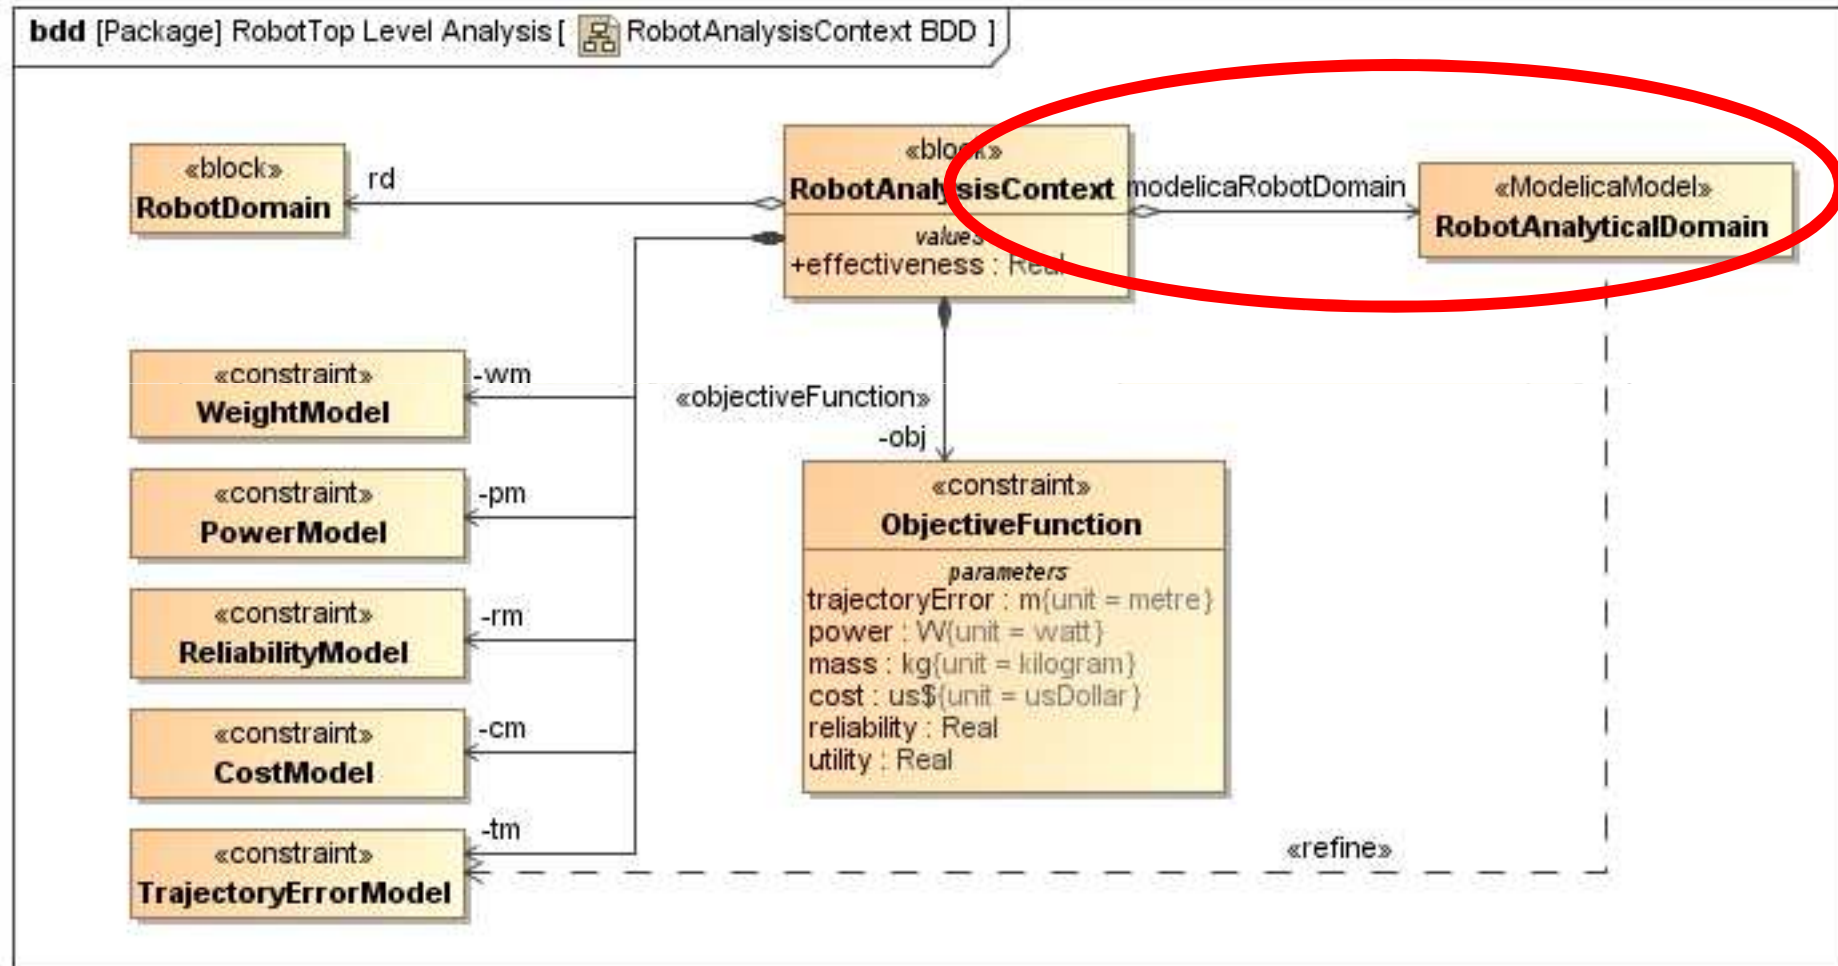 bdd [Package] RobotTop Level Analysis [ RobotAnalysisContext BDD ]
«block»
RobotDomain
rd
«block»
RobotAnalysisContext
values
+effectiveness : Real
modelicaRobotDomain
«ModelicaModel»
RobotAnalyticalDomain
«constraint»
WeightModel
-wm
«constraint»
PowerModel
-pm
«constraint»
ReliabilityModel
-rm
«constraint»
CostModel
-cm
«constraint»
TrajectoryErrorModel
-tm
«objectiveFunction»
-obj
«constraint»
ObjectiveFunction
parameters
trajectoryError : m{unit = metre}
power : W{unit = watt}
mass : kg{unit = kilogram}
cost : us${unit = usDollar}
reliability : Real
utility : Real
«refine»